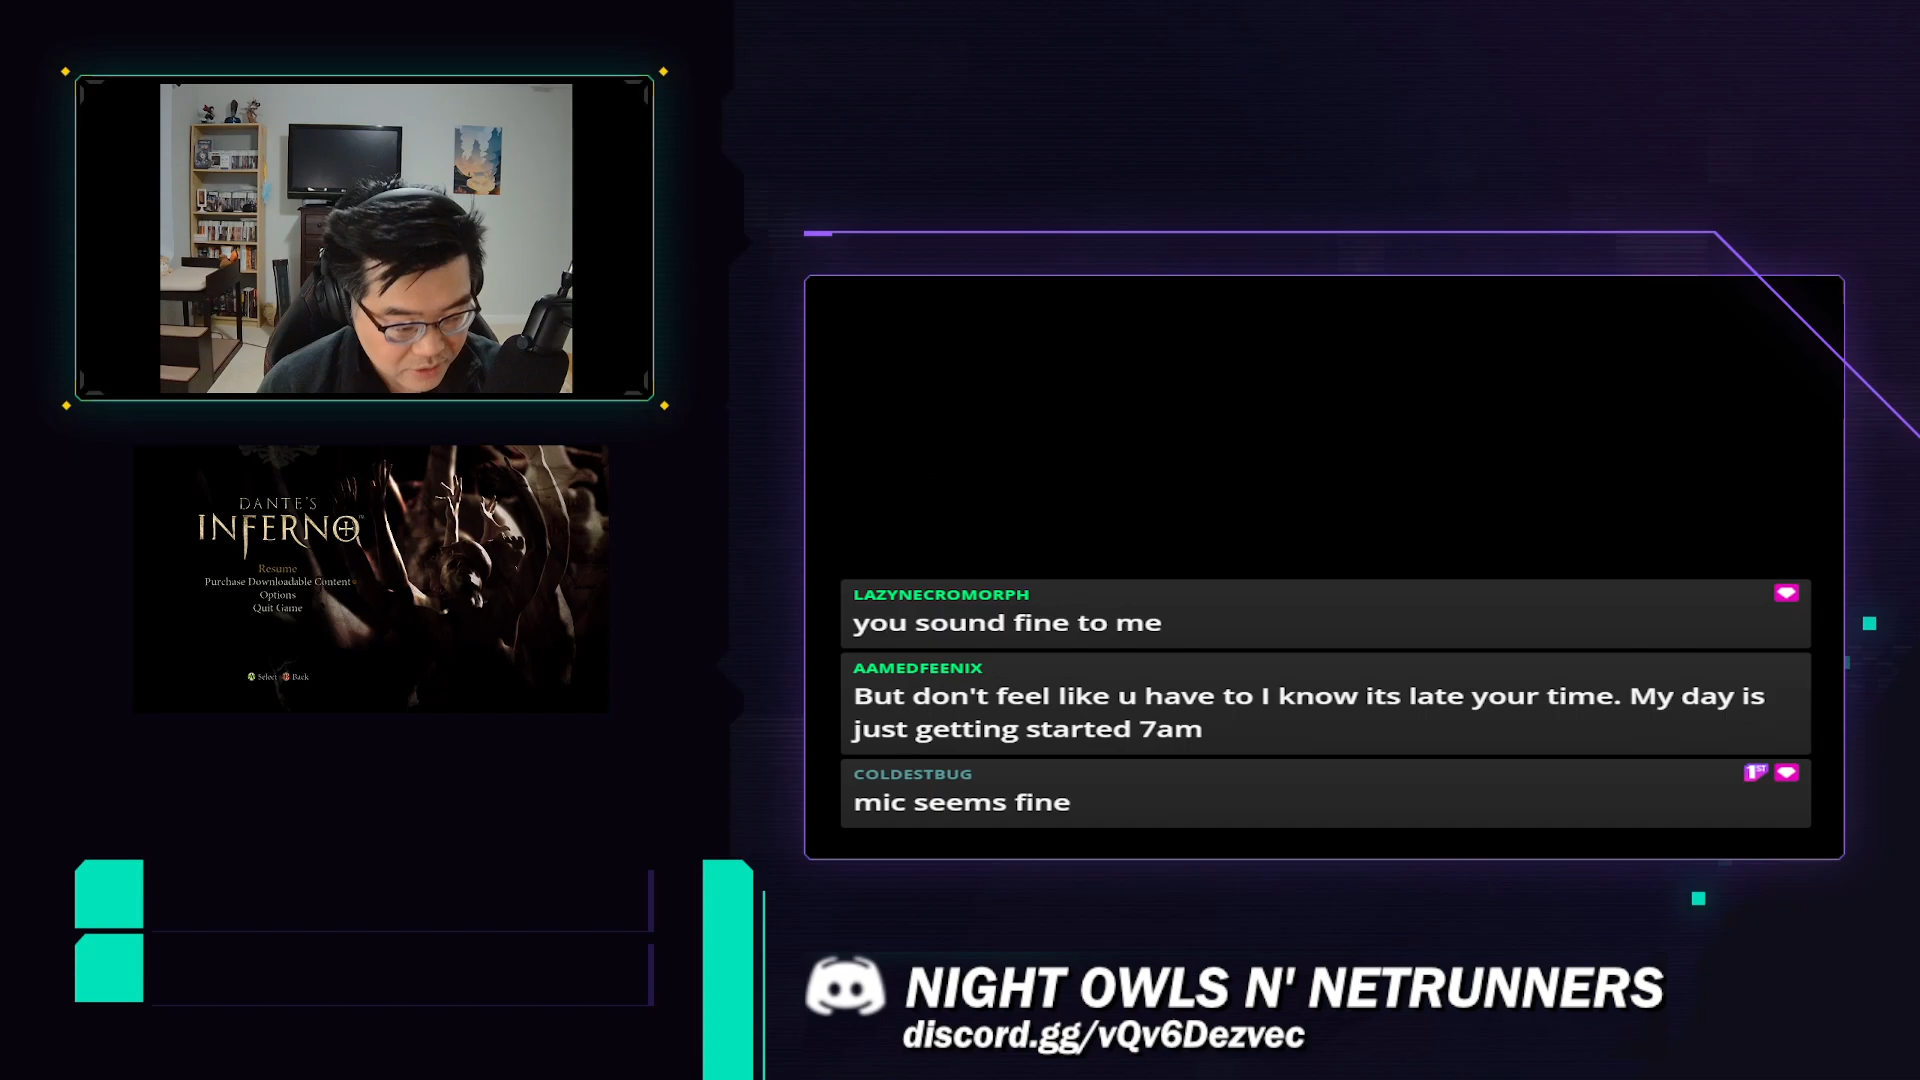 DANTE'S
INFERNO
Resume
Purchase Downloadable Content
Options
Quit Game
A Select B Back
LAZYNECROMORPH
you sound fine to me
AAMEDFEENIX
But don't feel like u have to I know its late your time. My day is
just getting started 7am
COLDESTBUG
1ST
mic seems fine
NIGHT OWLS N' NETRUNNERS
discord.gg/vQv6Dezvec